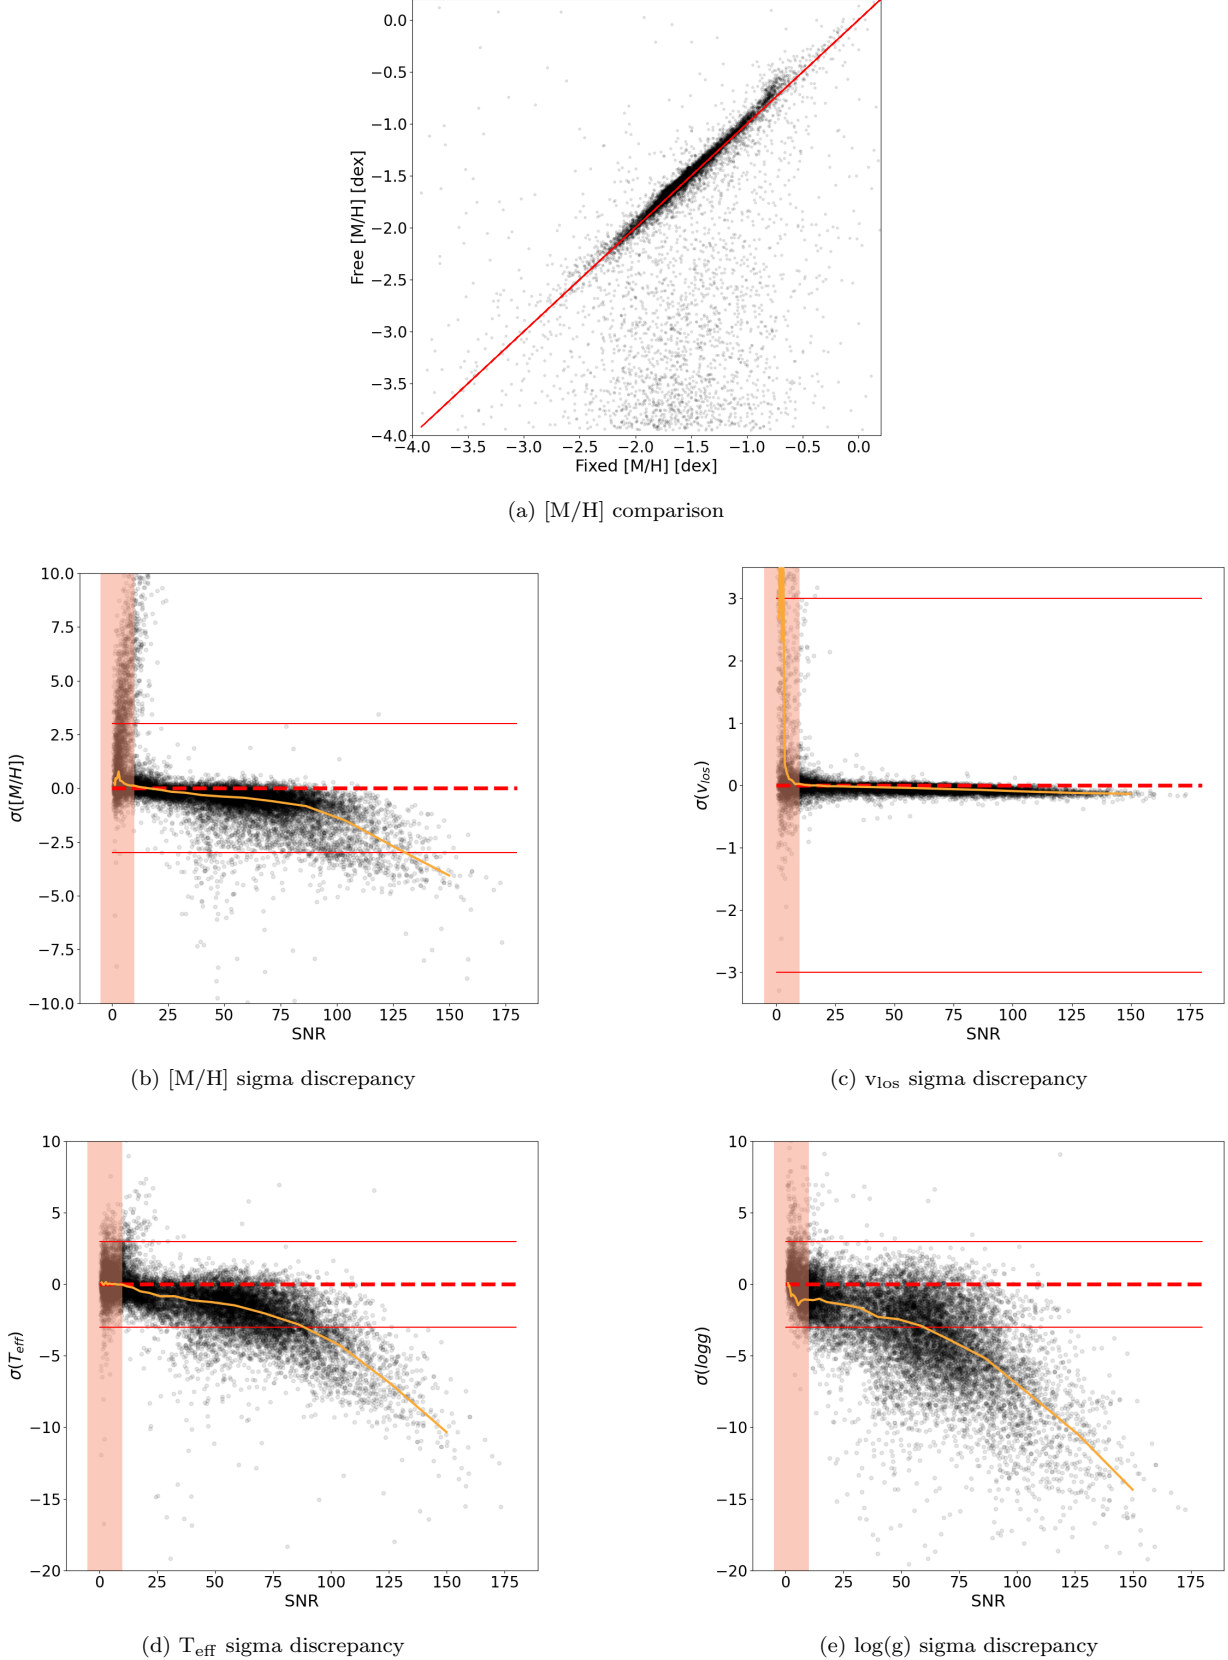 0.0
−0.5
−1.0
−1.5
−2.0
−2.5
−3.0
−3.5
−4.0
Free [M/H] [dex]
−4.0 −3.5 −3.0 −2.5 −2.0 −1.5 −1.0 −0.5 0.0
Fixed [M/H] [dex]
(a) [M/H] comparison
10.0
7.5
5.0
2.5
0.0
−2.5
−5.0
−7.5
−10.0
σ([M/H])
0 25 50 75 100 125 150 175
SNR
(b) [M/H] sigma discrepancy
3
2
1
0
−1
−2
−3
σ(v_los)
0 25 50 75 100 125 150 175
SNR
(c) v_los sigma discrepancy
10
5
0
−5
−10
−15
−20
σ(T_eff)
0 25 50 75 100 125 150 175
SNR
(d) T_eff sigma discrepancy
10
5
0
−5
−10
−15
−20
σ(logg)
0 25 50 75 100 125 150 175
SNR
(e) log(g) sigma discrepancy